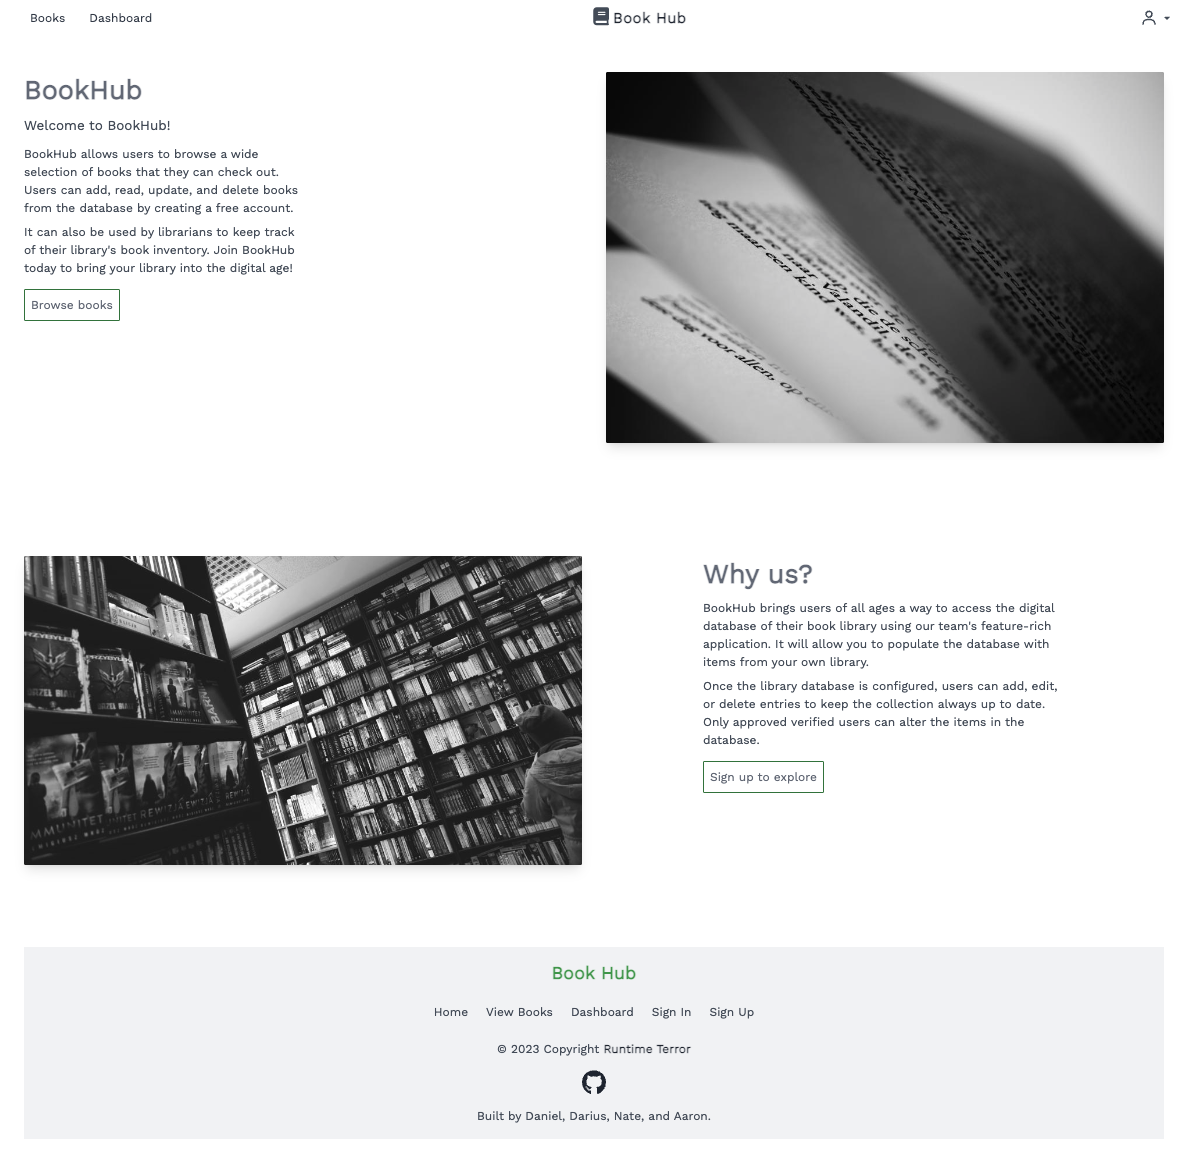 Books Dashboard Book Hub
BookHub
Welcome to BookHub!
BookHub allows users to browse a wide
selection of books that they can check out.
Users can add, read, update, and delete books
from the database by creating a free account.
It can also be used by librarians to keep track
of their library's book inventory. Join BookHub
today to bring your library into the digital age!
Browse books
maar een kind
Valandil, de
voor allen, op
Why us?
BookHub brings users of all ages a way to access the digital
database of their book library using our team's feature-rich
application. It will allow you to populate the database with
items from your own library.
Once the library database is configured, users can add, edit,
or delete entries to keep the collection always up to date.
Only approved verified users can alter the items in the
database.
Sign up to explore
Book Hub
Home View Books Dashboard Sign In Sign Up
© 2023 Copyright Runtime Terror
Built by Daniel, Darius, Nate, and Aaron.